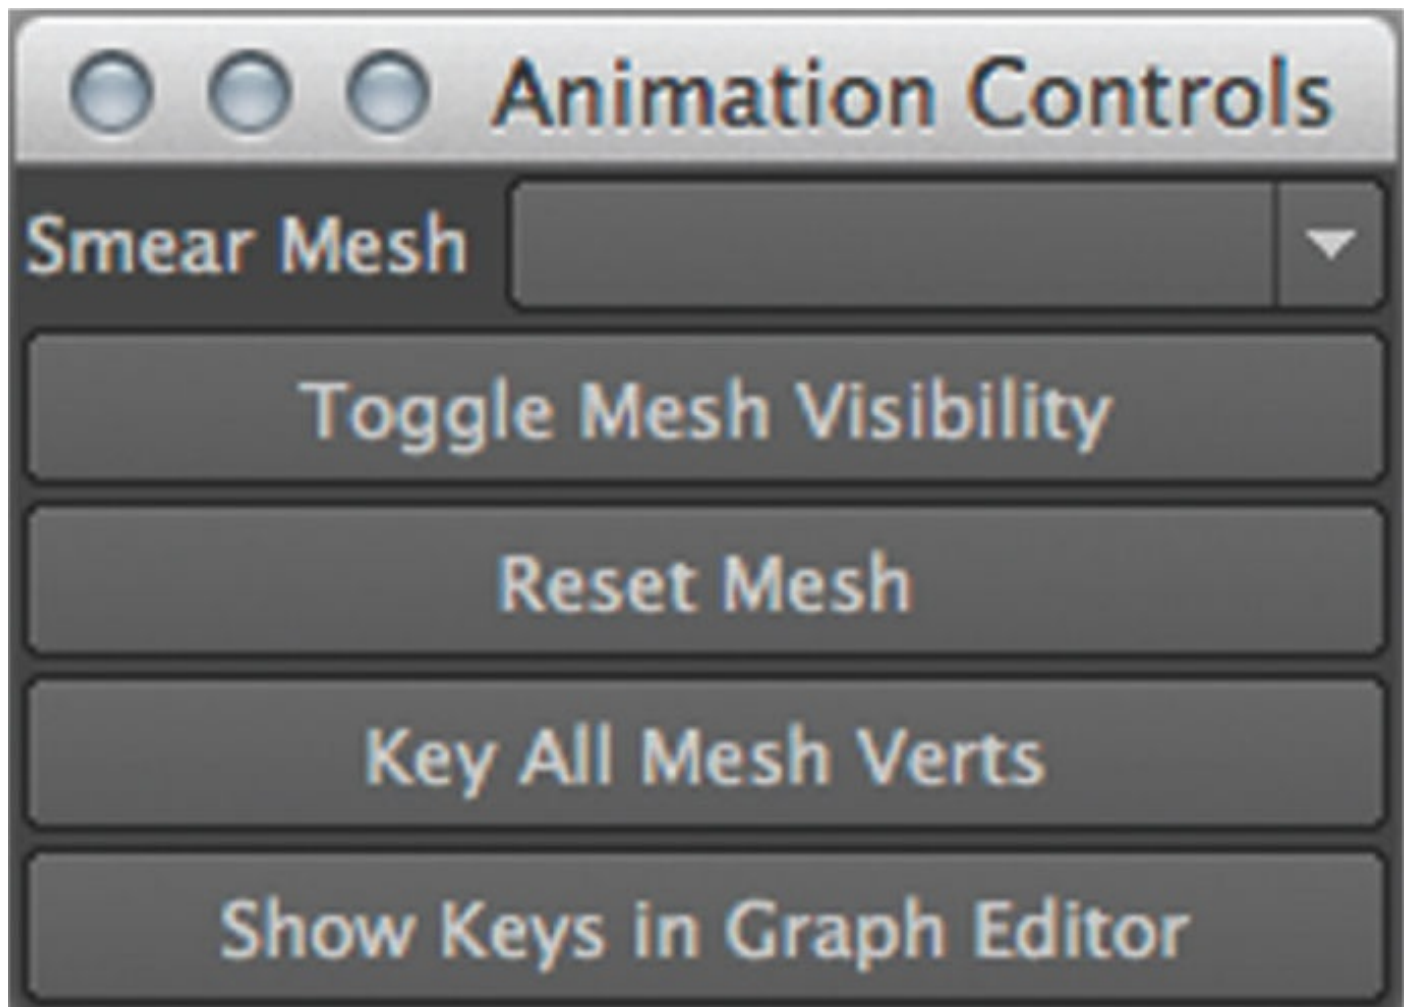 Animation Controls
Smear Mesh
Toggle Mesh Visibility
Reset Mesh
Key All Mesh Verts
Show Keys in Graph Editor